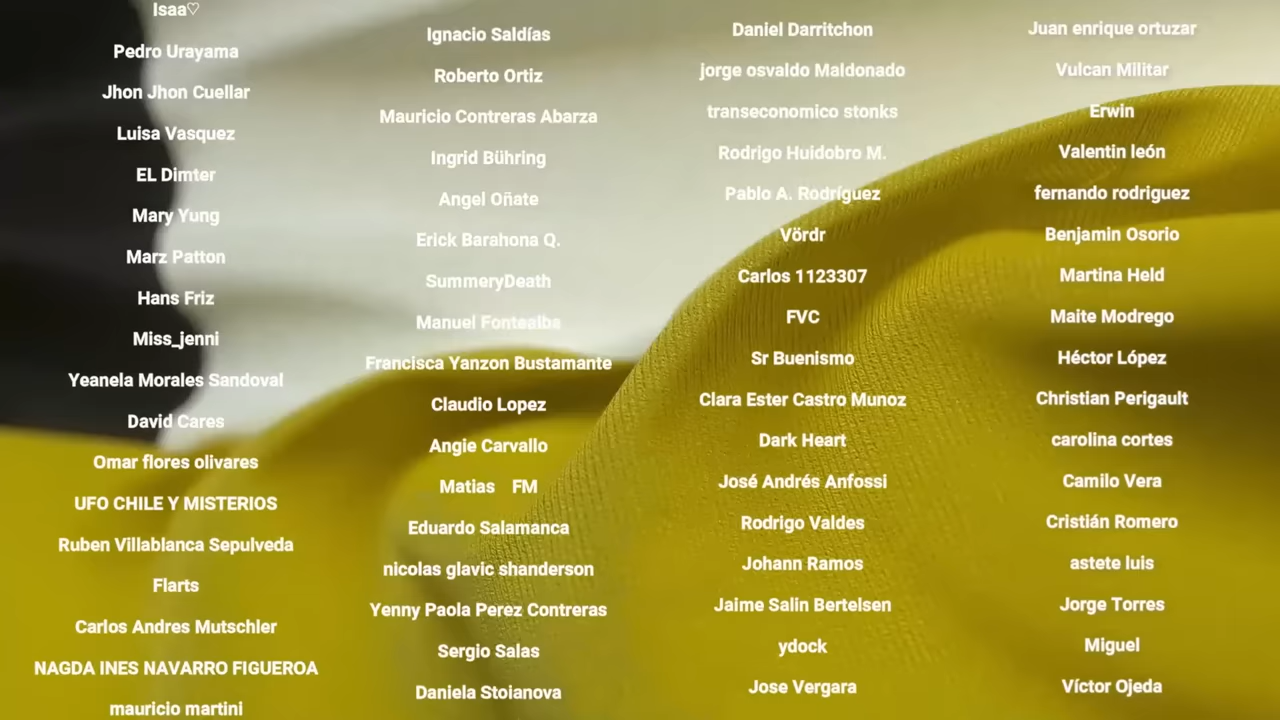 Isaa♡
Pedro Urayama
Jhon Jhon Cuellar
Luisa Vasquez
EL Dimter
Mary Yung
Marz Patton
Hans Friz
Miss_jenni
Yeanela Morales Sandoval
David Cares
Omar flores olivares
UFO CHILE Y MISTERIOS
Ruben Villablanca Sepulveda
Flarts
Carlos Andres Mutschler
NAGDA INES NAVARRO FIGUEROA
mauricio martini
Ignacio Saldías
Roberto Ortiz
Mauricio Contreras Abarza
Ingrid Bühring
Angel Oñate
Erick Barahona Q.
SummeryDeath
Manuel Fontealba
Francisca Yanzon Bustamante
Claudio Lopez
Angie Carvallo
Matias FM
Eduardo Salamanca
nicolas glavic shanderson
Yenny Paola Perez Contreras
Sergio Salas
Daniela Stoianova
Daniel Darritchon
jorge osvaldo Maldonado
transeconomico stonks
Rodrigo Huidobro M.
Pablo A. Rodríguez
Vördr
Carlos 1123307
FVC
Sr Buenismo
Clara Ester Castro Munoz
Dark Heart
José Andrés Anfossi
Rodrigo Valdes
Johann Ramos
Jaime Salin Bertelsen
ydock
Jose Vergara
Juan enrique ortuzar
Vulcan Militar
Erwin
Valentin león
fernando rodriguez
Benjamin Osorio
Martina Held
Maite Modrego
Héctor López
Christian Perigault
carolina cortes
Camilo Vera
Cristián Romero
astete luis
Jorge Torres
Miguel
Víctor Ojeda